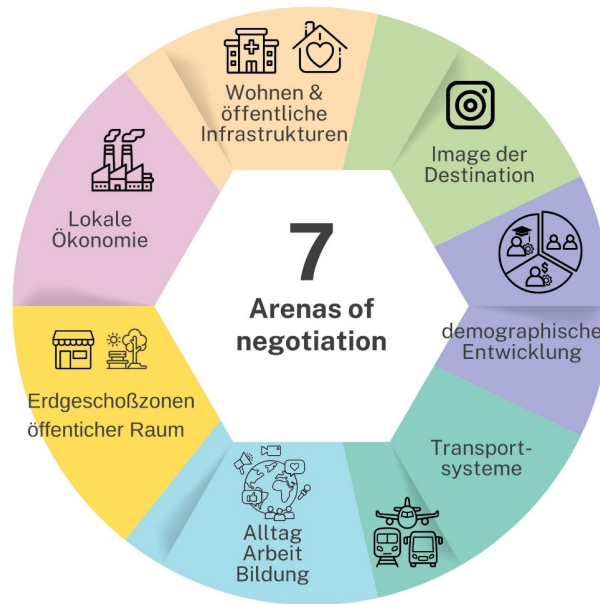 Wohnen &
öffentliche
Infrastrukturen
Image der
Destination
demographische
Entwicklung
Transport-
systeme
Alltag
Arbeit
Bildung
Erdgeschoßzonen
öffenticher Raum
Lokale
Ökonomie
7
Arenas of
negotiation